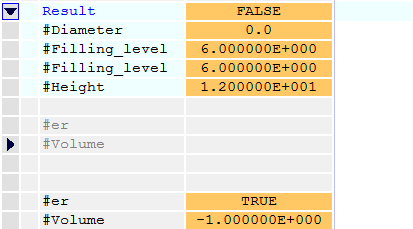 Result FALSE
#Diameter 0.0
#Filling_level 6.000000E+000
#Filling_level 6.000000E+000
#Height 1.200000E+001
#er
#Volume
#er TRUE
#Volume -1.000000E+000